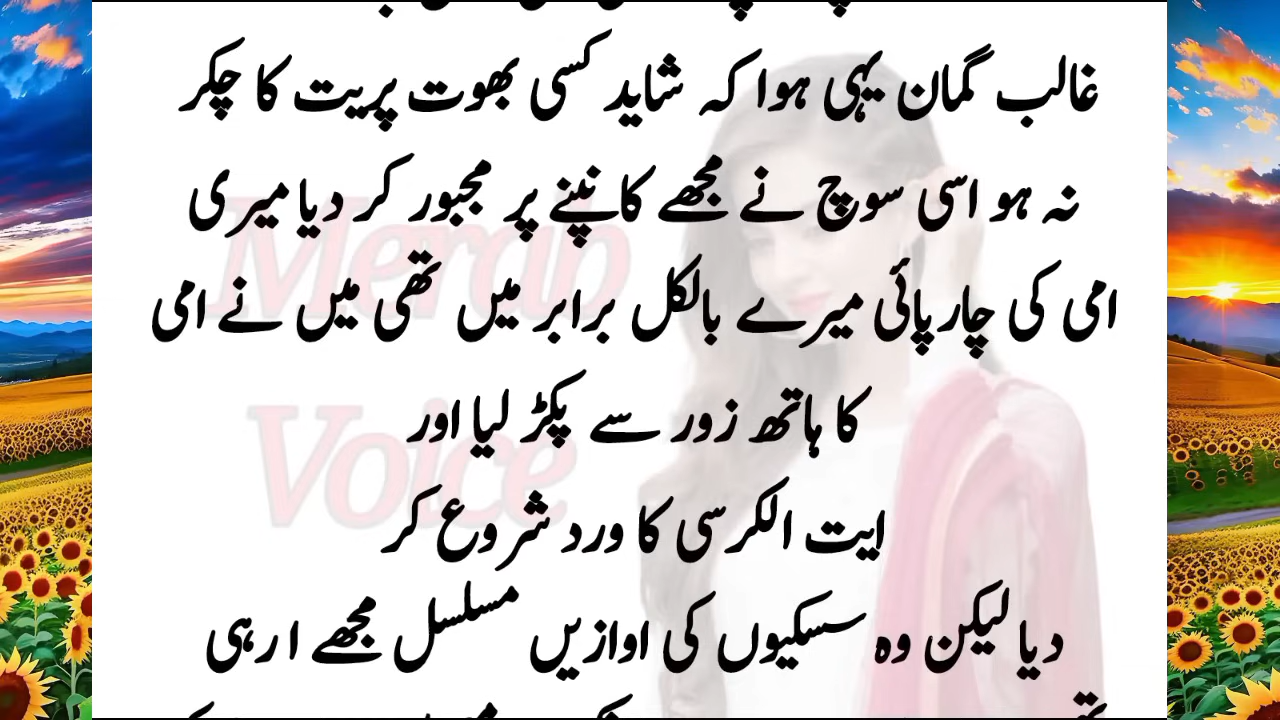 غالب گمان یہی ہوا کہ شاید کسی بھوت پریت کا چکر
نہ ہو اسی سوچ نے مجھے کانپنے پر مجبور کر دیا میری
امی کی چارپائی میرے بالکل برابر میں تھی میں نے امی
کا ہاتھ زور سے پکڑ لیا اور
ایت الکرسی کا ورد شروع کر
دیا لیکن وہ سسکیوں کی اوازیں مسلسل مجھے ا رہی
Merab
Voice